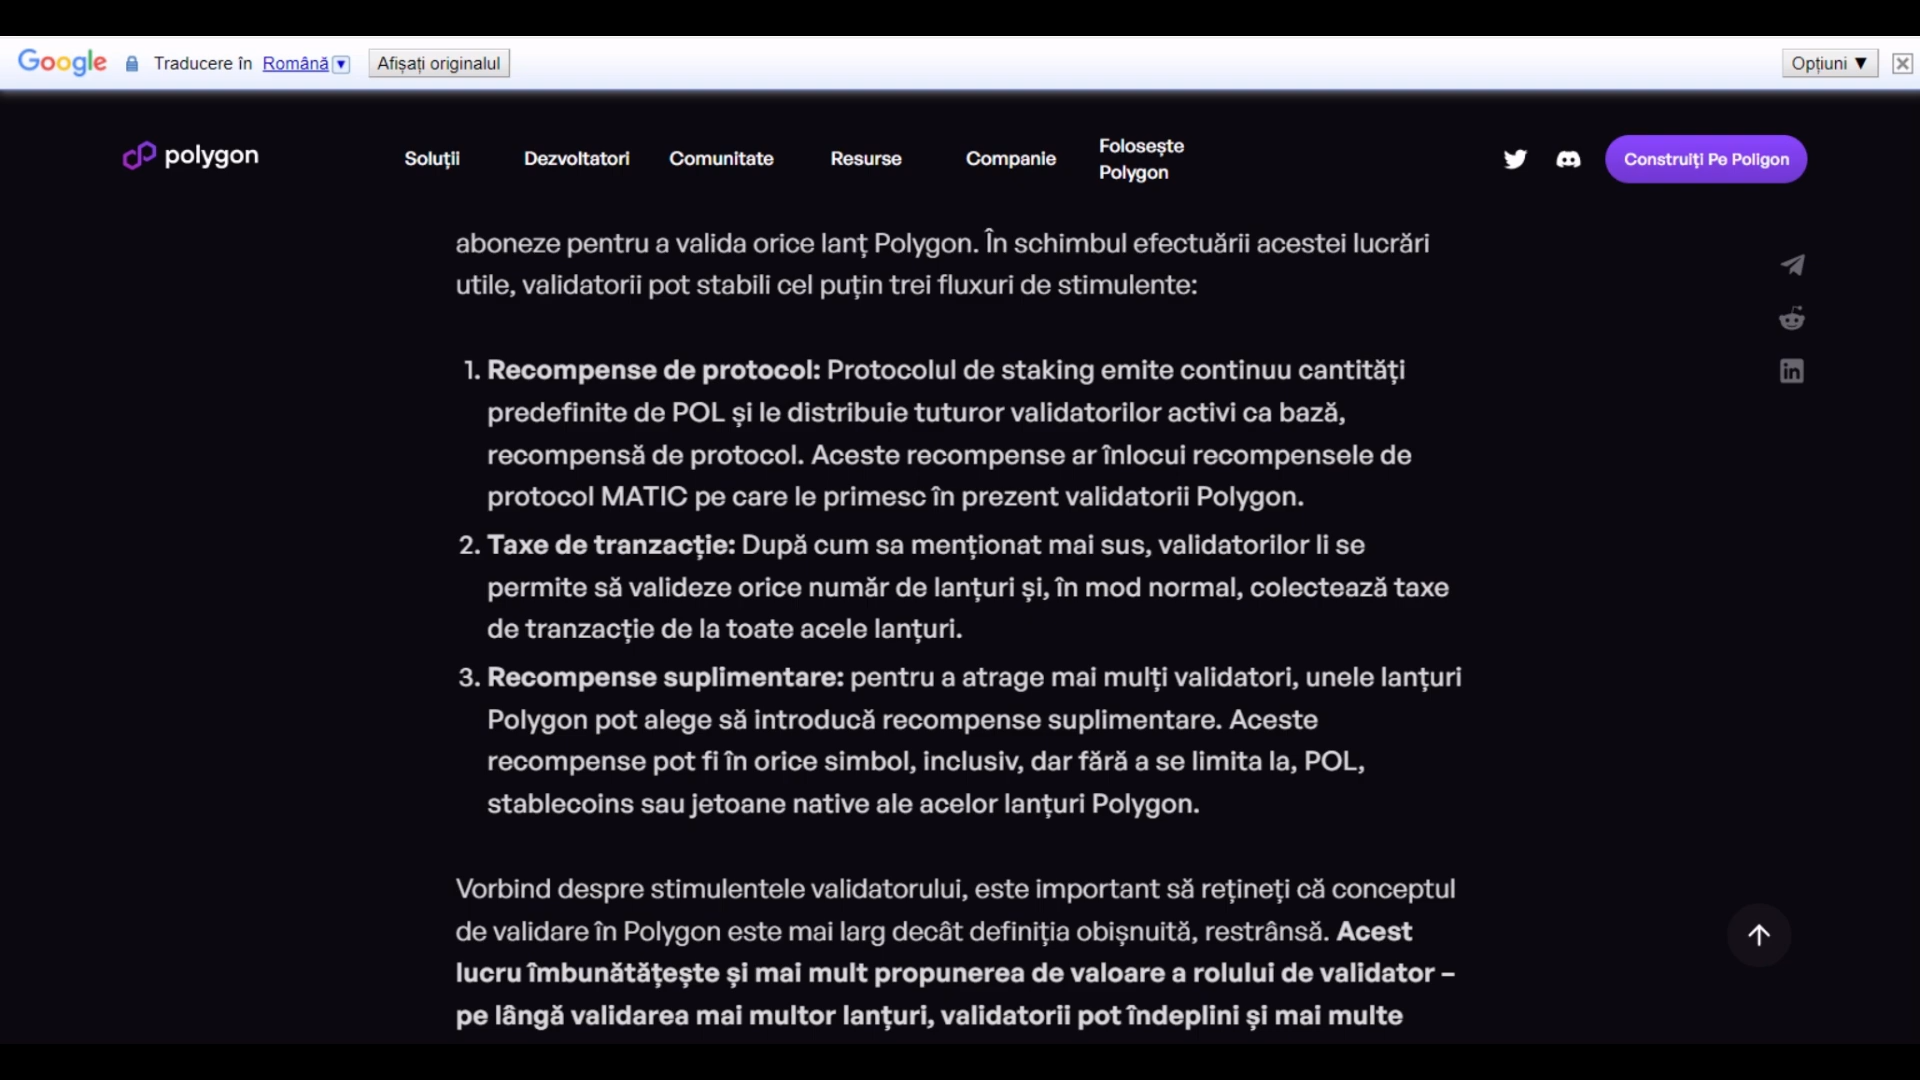 Google Traducere în Română Afișați originalul Opțiuni
polygon Soluții Dezvoltatori Comunitate Resurse Companie Folosește Polygon Construiți Pe Poligon
aboneze pentru a valida orice lanț Polygon. În schimbul efectuării acestei lucrări
utile, validatorii pot stabili cel puțin trei fluxuri de stimulente:
1. Recompense de protocol: Protocolul de staking emite continuu cantități
predefinite de POL și le distribuie tuturor validatorilor activi ca bază,
recompensă de protocol. Aceste recompense ar înlocui recompensele de
protocol MATIC pe care le primesc în prezent validatorii Polygon.
2. Taxe de tranzacție: După cum sa menționat mai sus, validatorilor li se
permite să valideze orice număr de lanțuri și, în mod normal, colectează taxe
de tranzacție de la toate acele lanțuri.
3. Recompense suplimentare: pentru a atrage mai mulți validatori, unele lanțuri
Polygon pot alege să introducă recompense suplimentare. Aceste
recompense pot fi în orice simbol, inclusiv, dar fără a se limita la, POL,
stablecoins sau jetoane native ale acelor lanțuri Polygon.
Vorbind despre stimulentele validatorului, este important să rețineți că conceptul
de validare în Polygon este mai larg decât definiția obișnuită, restrânsă. Acest
lucru îmbunătățește și mai mult propunerea de valoare a rolului de validator –
pe lângă validarea mai multor lanțuri, validatorii pot îndeplini și mai multe